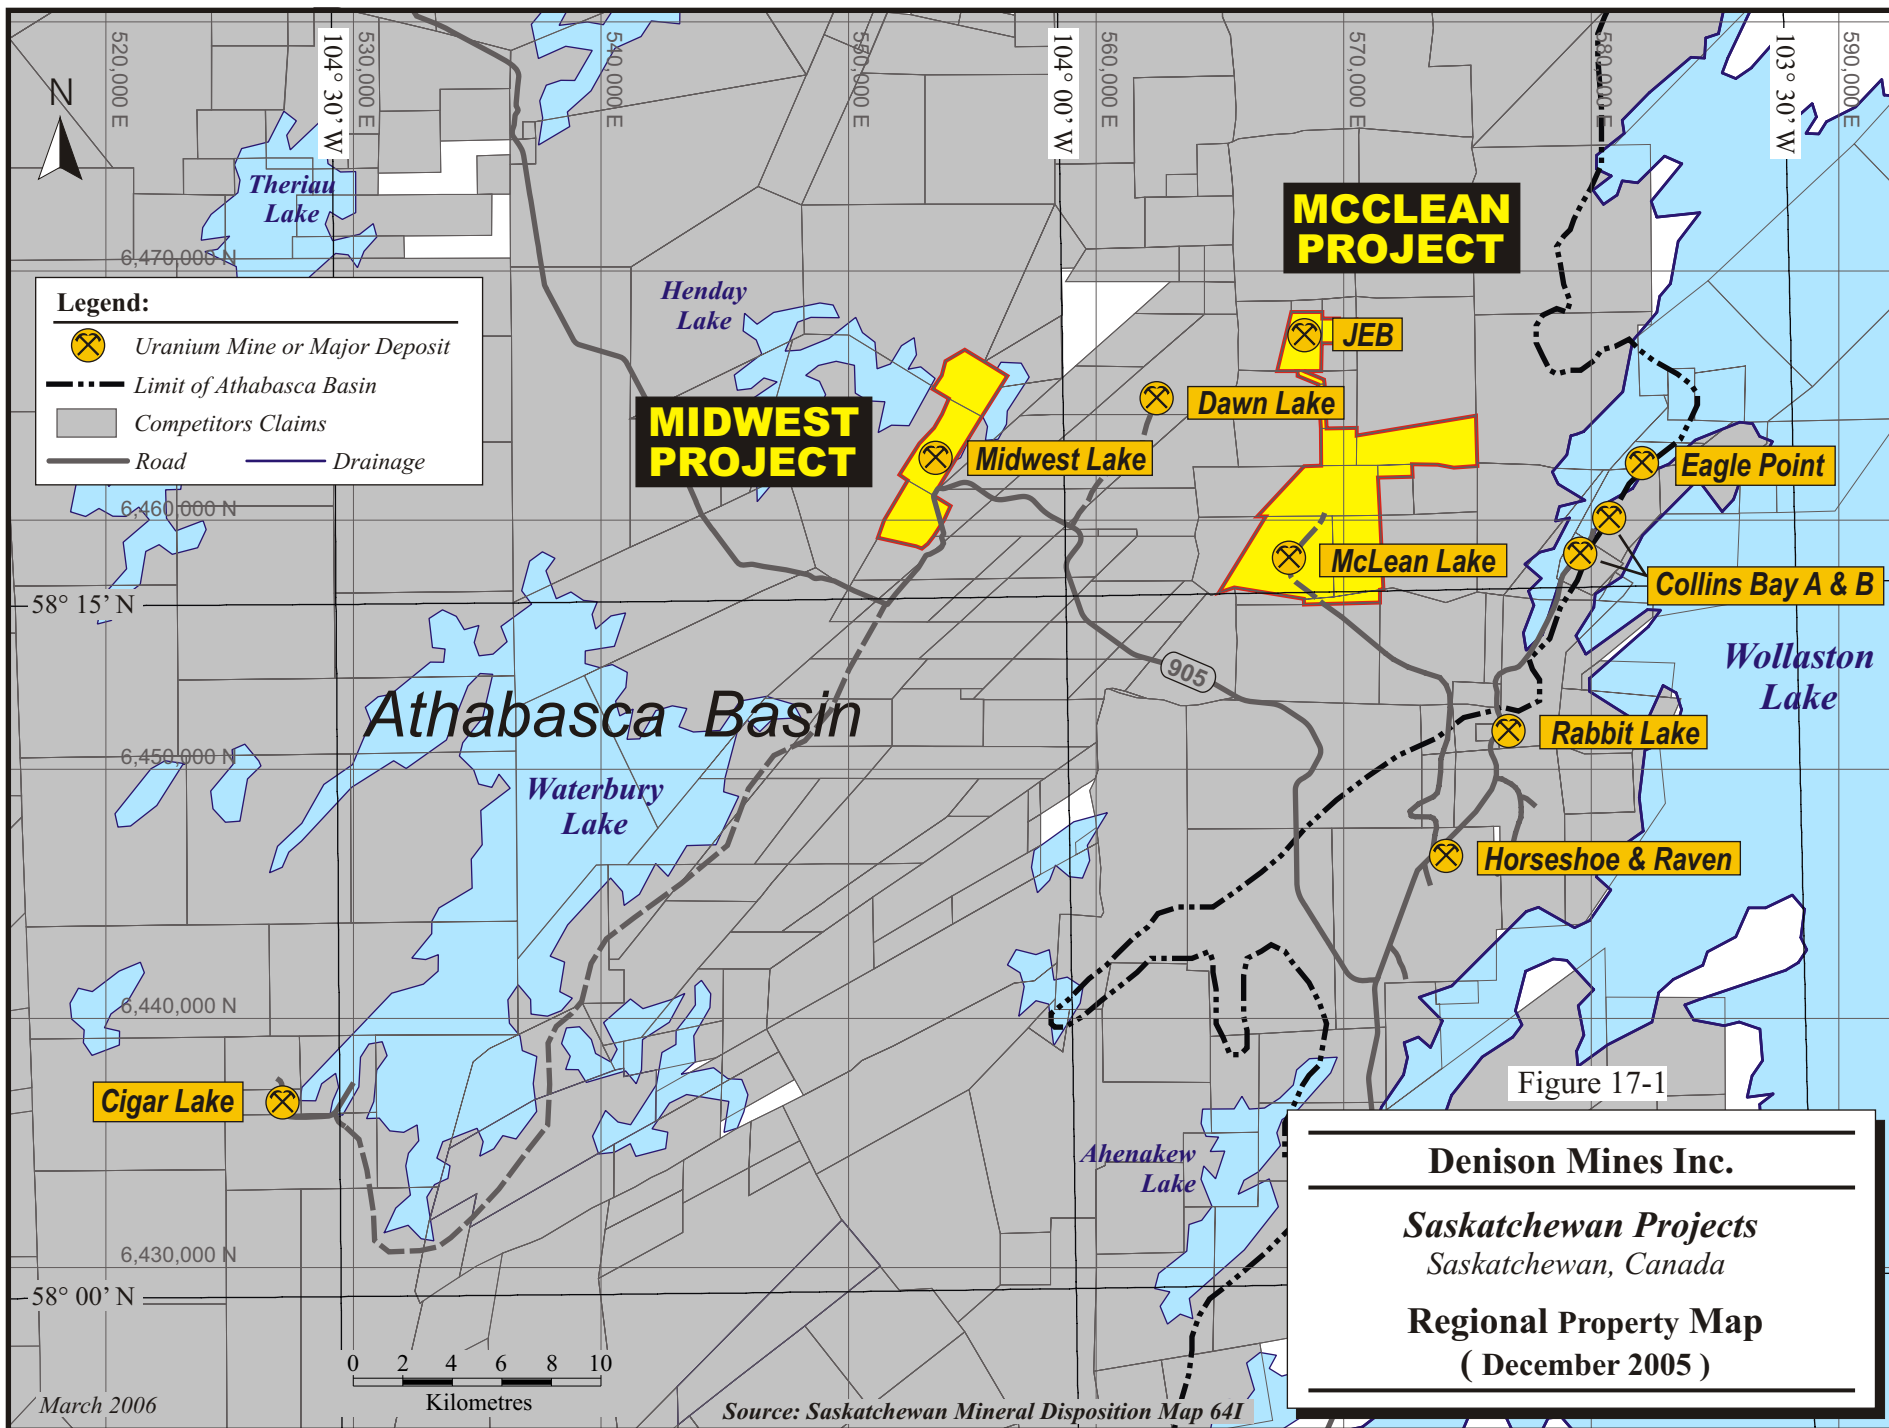 520,000 E
104° 30' W
530,000 E
540,000 E
550,000 E
104° 00' W
560,000 E
570,000 E
580,000 E
103° 30' W
590,000 E
N
Theriau
Lake
6,470,000 N
MCCLEAN
PROJECT
Henday
Lake
Legend:
Uranium Mine or Major Deposit
Limit of Athabasca Basin
Competitors Claims
Road
Drainage
JEB
Dawn Lake
MIDWEST
PROJECT
Midwest Lake
Eagle Point
6,460,000 N
McLean Lake
Collins Bay A & B
58° 15' N
905
Wollaston
Lake
Athabasca Basin
Rabbit Lake
6,450,000 N
Waterbury
Lake
Horseshoe & Raven
6,440,000 N
Cigar Lake
Figure 17-1
Ahenakew
Lake
Denison Mines Inc.
Saskatchewan Projects
Saskatchewan, Canada
6,430,000 N
58° 00' N
Regional Property Map
( December 2005 )
0 2 4 6 8 10
Kilometres
March 2006
Source: Saskatchewan Mineral Disposition Map 64I